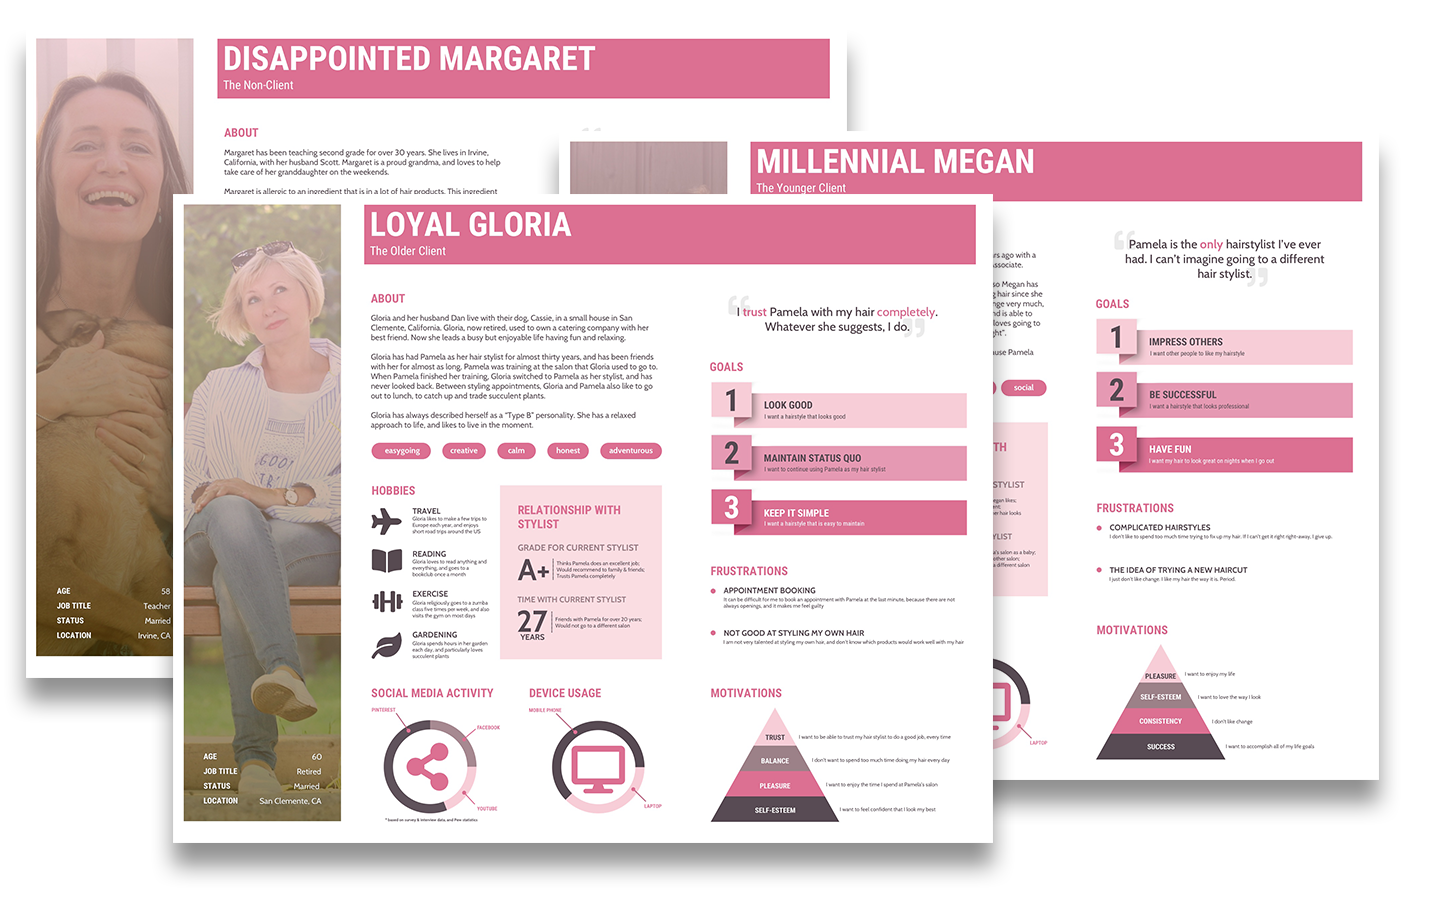 DISAPPOINTED MARGARET
The Non-Client
ABOUT
Margaret has been teaching second grade for over 30 years. She lives in Irvine,
California, with her husband Scott. Margaret is a proud grandma, and loves to help
take care of her granddaughter on the weekends.
Margaret is allergic to an ingredient that is in a lot of hair products. This ingredient
AGE 58
JOB TITLE Teacher
STATUS Married
LOCATION Irvine, CA
LOYAL GLORIA
The Older Client
ABOUT
Gloria and her husband Dan live with their dog, Cassie, in a small house in San
Clemente, California. Gloria, now retired, used to own a catering company with her
best friend. Now she leads a busy but enjoyable life having fun and relaxing.
Gloria has had Pamela as her hair stylist for almost thirty years, and has been friends
with her for almost as long. Pamela was training at the salon that Gloria used to go to.
When Pamela finished her training, Gloria switched to Pamela as her stylist, and has
never looked back. Between styling appointments, Gloria and Pamela also like to go
out to lunch, to catch up and trade succulent plants.
Gloria has always described herself as a "Type B" personality. She has a relaxed
approach to life, and likes to live in the moment.
easygoing creative calm honest adventurous
HOBBIES
TRAVEL
Gloria likes to make a few trips to
Europe each year, and enjoys
short road trips around the US
READING
Gloria loves to read anything and
everything, and goes to a
bookclub once a month
EXERCISE
Gloria religiously goes to a zumba
class five times per week, and also
visits the gym on most days
GARDENING
Gloria spends hours in her garden
each day, and particularly loves
succulent plants
RELATIONSHIP WITH
STYLIST
GRADE FOR CURRENT STYLIST
A+
Thinks Pamela does an excellent job;
Would recommend to family & friends;
Trusts Pamela completely
TIME WITH CURRENT STYLIST
27
YEARS
Friends with Pamela for over 20 years;
Would not go to a different salon
SOCIAL MEDIA ACTIVITY
PINTEREST
FACEBOOK
YOUTUBE
* based on survey & interview data, and Pew statistics
DEVICE USAGE
MOBILE PHONE
LAPTOP
"I trust Pamela with my hair completely.
Whatever she suggests, I do."
GOALS
1
LOOK GOOD
I want a hairstyle that looks good
2
MAINTAIN STATUS QUO
I want to continue using Pamela as my hair stylist
3
KEEP IT SIMPLE
I want a hairstyle that is easy to maintain
FRUSTRATIONS
APPOINTMENT BOOKING
It can be difficult for me to book an appointment with Pamela at the last minute, because there are not
always openings, and it makes me feel guilty
NOT GOOD AT STYLING MY OWN HAIR
I am not very talented at styling my own hair, and don't know which products would work well with my hair
MOTIVATIONS
TRUST I want to be able to trust my hair stylist to do a good job, every time
BALANCE I don't want to spend too much time doing my hair every day
PLEASURE I want to enjoy the time I spend at Pamela's salon
SELF-ESTEEM I want to feel confident that I look my best
AGE 60
JOB TITLE Retired
STATUS Married
LOCATION San Clemente, CA
MILLENNIAL MEGAN
The Younger Client
ars ago with a
ssociate.
so Megan has
g hair since she
nge very much,
nd is able to
loves going to
ght".
ause Pamela
social
TH
STYLIST
egan likes;
ent
er hair looks
LIST
a's salon as a baby;
other salon;
a different salon
LAPTOP
"Pamela is the only hairstylist I've ever
had. I can't imagine going to a different
hair stylist."
GOALS
1
IMPRESS OTHERS
I want other people to like my hairstyle
2
BE SUCCESSFUL
I want a hairstyle that looks professional
3
HAVE FUN
I want my hair to look great on nights when I go out
FRUSTRATIONS
COMPLICATED HAIRSTYLES
I don't like to spend too much time trying to fix up my hair. If I can't get it right right-away, I give up.
THE IDEA OF TRYING A NEW HAIRCUT
I just don't like change. I like my hair the way it is. Period.
MOTIVATIONS
PLEASURE I want to enjoy my life
SELF-ESTEEM I want to love the way I look
CONSISTENCY I don't like change
SUCCESS I want to accomplish all of my life goals